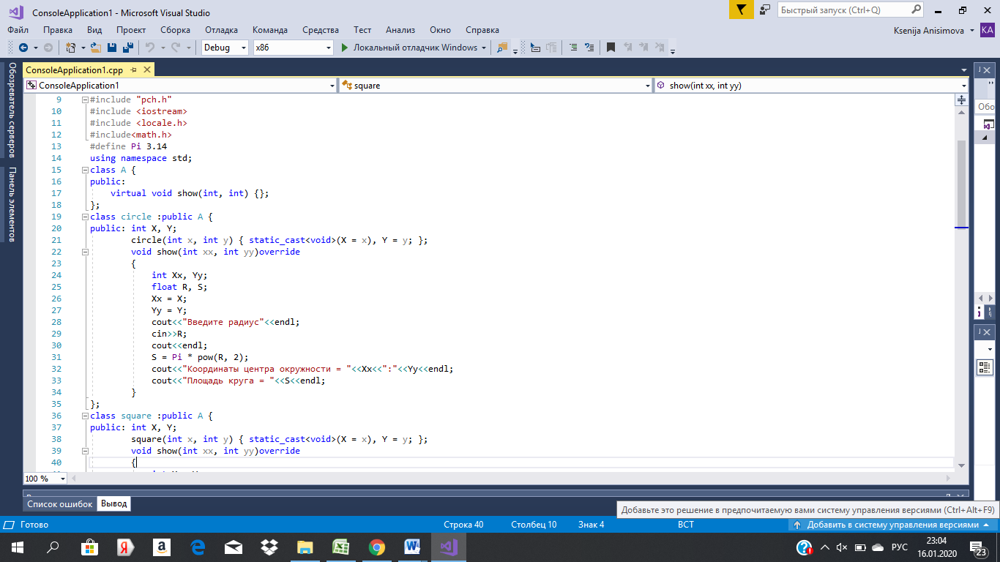 ConsoleApplication1 - Microsoft Visual Studio
Быстрый запуск (Ctrl+Q)
Файл Правка Вид Проект Сборка Отладка Команда Средства Тест Анализ Окно Справка
Ksenija Anisimova KA
Debug x86 Локальный отладчик Windows
Обозреватель серверов
Панель элементов
ConsoleApplication1.cpp
ConsoleApplication1 square show(int xx, int yy)
Обо
9 #include "pch.h"
10 #include <iostream>
11 #include <locale.h>
12 #include<math.h>
13 #define Pi 3.14
14 using namespace std;
15 class A {
16 public:
17 virtual void show(int, int) {};
18 };
19 class circle :public A {
20 public: int X, Y;
21 circle(int x, int y) { static_cast<void>(X = x), Y = y; };
22 void show(int xx, int yy)override
23 {
24 int Xx, Yy;
25 float R, S;
26 Xx = X;
27 Yy = Y;
28 cout<<"Введите радиус"<<endl;
29 cin>>R;
30 cout<<endl;
31 S = Pi * pow(R, 2);
32 cout<<"Координаты центра окружности = "<<Xx<<":"<<Yy<<endl;
33 cout<<"Площадь круга = "<<S<<endl;
34 }
35 };
36 class square :public A {
37 public: int X, Y;
38 square(int x, int y) { static_cast<void>(X = x), Y = y; };
39 void show(int xx, int yy)override
40 {
100 %
Список ошибок Вывод
Добавьте это решение в предпочитаемую вами систему управления версиями (Ctrl+Alt+F9)
Готово Строка 40 Столбец 10 Знак 4 ВСТ Добавить в систему управления версиями
РУС 23:04
16.01.2020 23